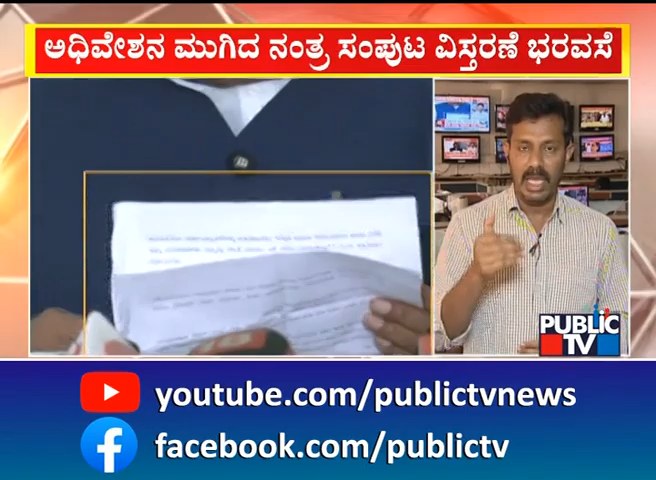 ಅಧಿವೇಶನ ಮುಗಿದ ನಂತ್ರ ಸಂಪುಟ ವಿಸ್ತರಣೆ ಭರವಸೆ
PUBLIC
TV
youtube.com/publictvnews
facebook.com/publictv